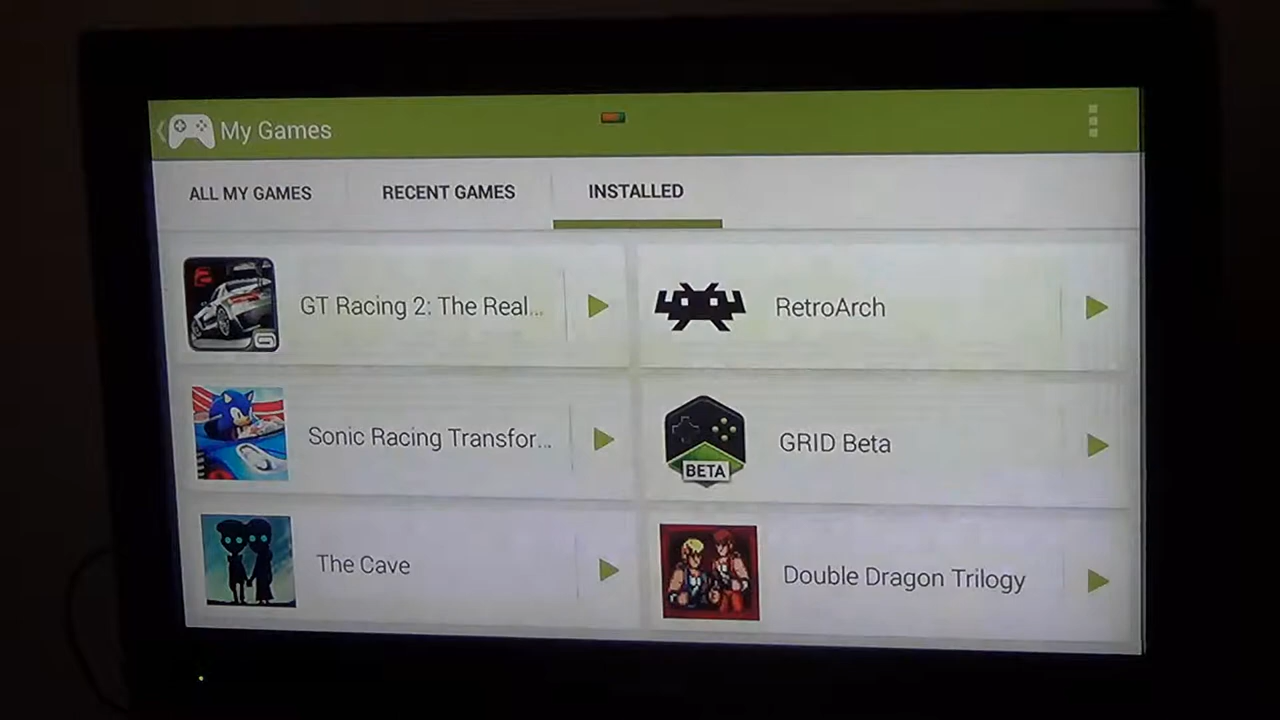 My Games
ALL MY GAMES
RECENT GAMES
INSTALLED
GT Racing 2: The Real...
RetroArch
Sonic Racing Transfor...
GRID Beta
BETA
The Cave
Double Dragon Trilogy